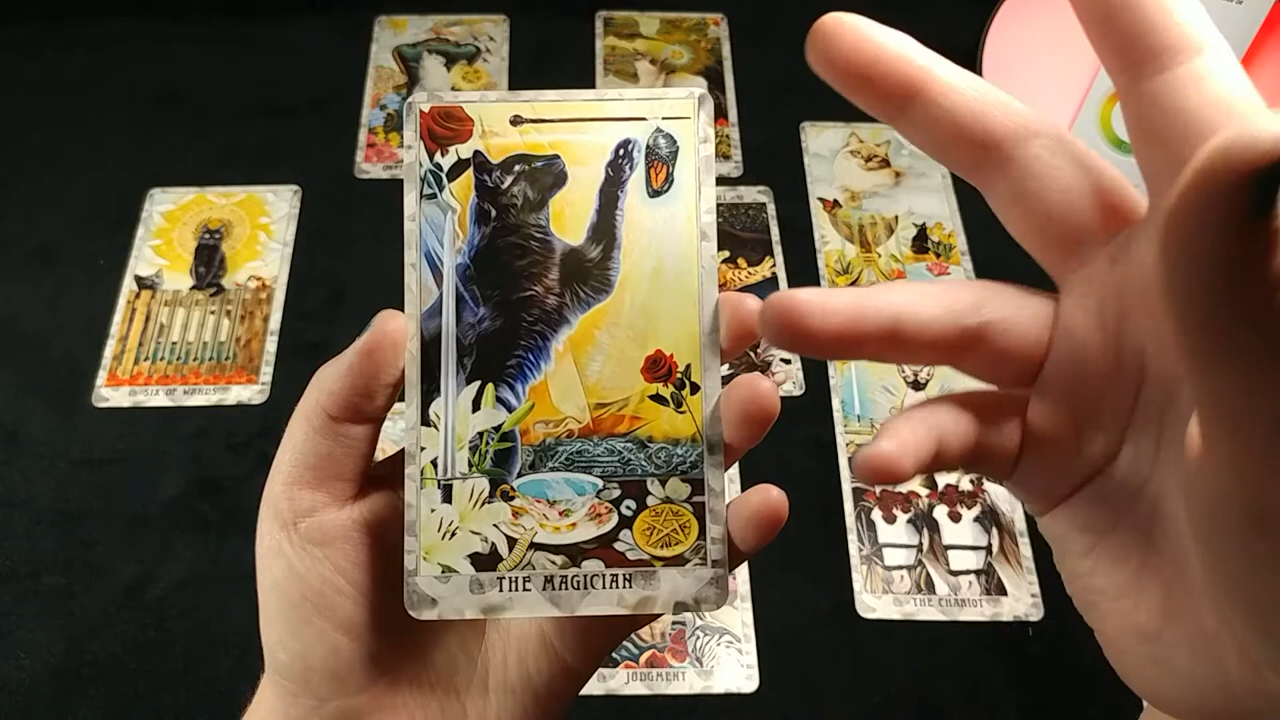 SIX OF WANDS
THE MAGICIAN
THE CHARIOT
JUDGMENT